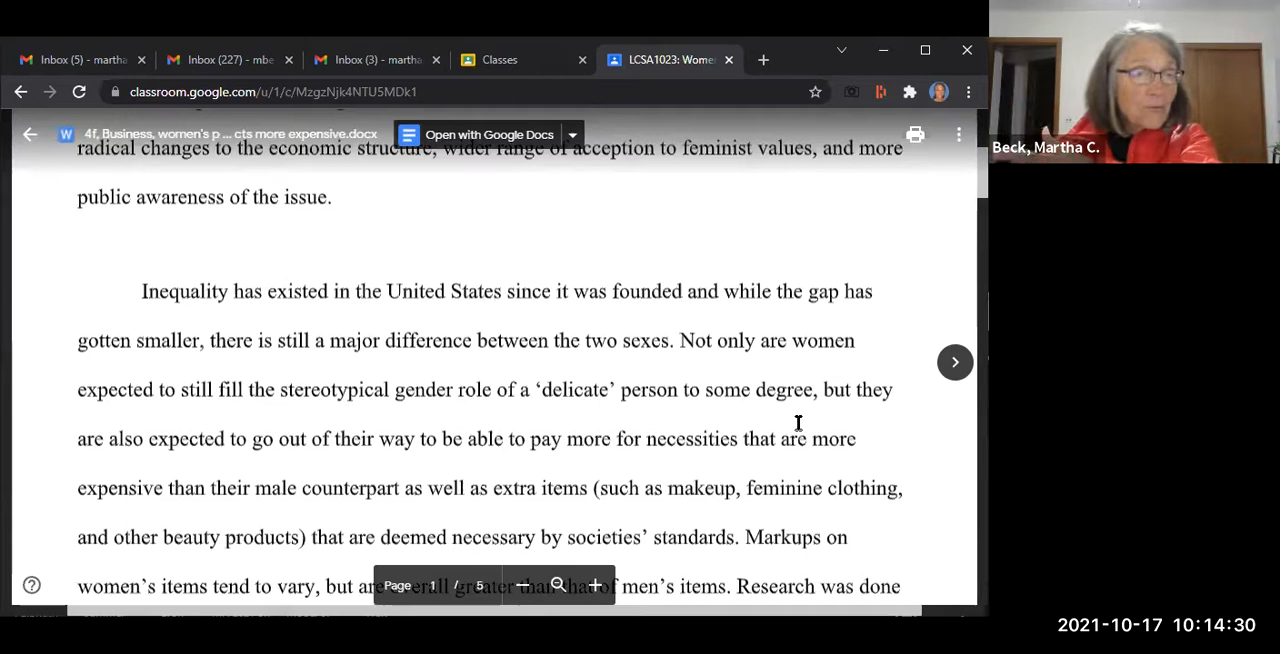 Inbox (5) - martha
Inbox (227) - mbe
Inbox (3) - martha
Classes
LCSA1023: Wome
classroom.google.com/u/1/c/MzgzNjk4NTU5MDk1
4f, Business, women's p ... cts more expensive.docx
Open with Google Docs
radical changes to the economic structure, wider range of acception to feminist values, and more
public awareness of the issue.
Inequality has existed in the United States since it was founded and while the gap has
gotten smaller, there is still a major difference between the two sexes. Not only are women
expected to still fill the stereotypical gender role of a ‘delicate’ person to some degree, but they
are also expected to go out of their way to be able to pay more for necessities that are more
expensive than their male counterpart as well as extra items (such as makeup, feminine clothing,
and other beauty products) that are deemed necessary by societies’ standards. Markups on
women’s items tend to vary, but are overall greater than that of men’s items. Research was done
Page 1 / 5
Beck, Martha C.
2021-10-17 10:14:30